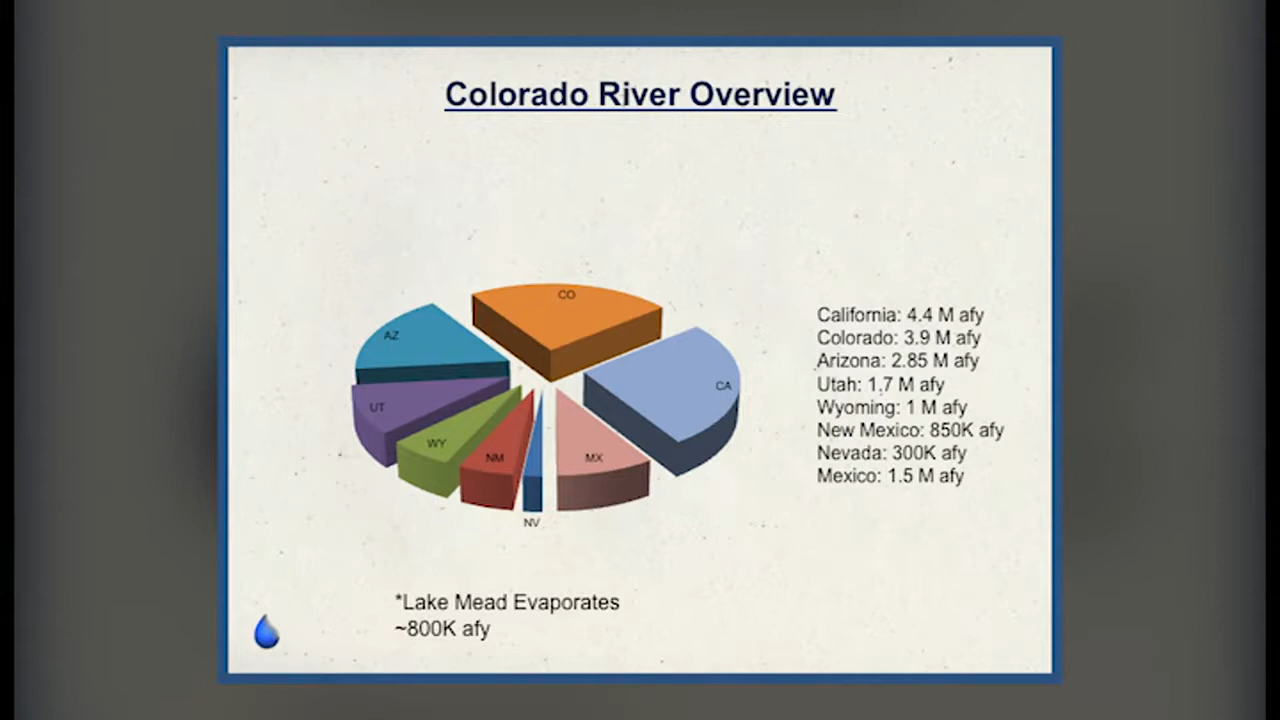 Colorado River Overview
CO
AZ
CA
UT
WY
NM
MX
NV
California: 4.4 M afy
Colorado: 3.9 M afy
Arizona: 2.85 M afy
Utah: 1.7 M afy
Wyoming: 1 M afy
New Mexico: 850K afy
Nevada: 300K afy
Mexico: 1.5 M afy
*Lake Mead Evaporates
~800K afy